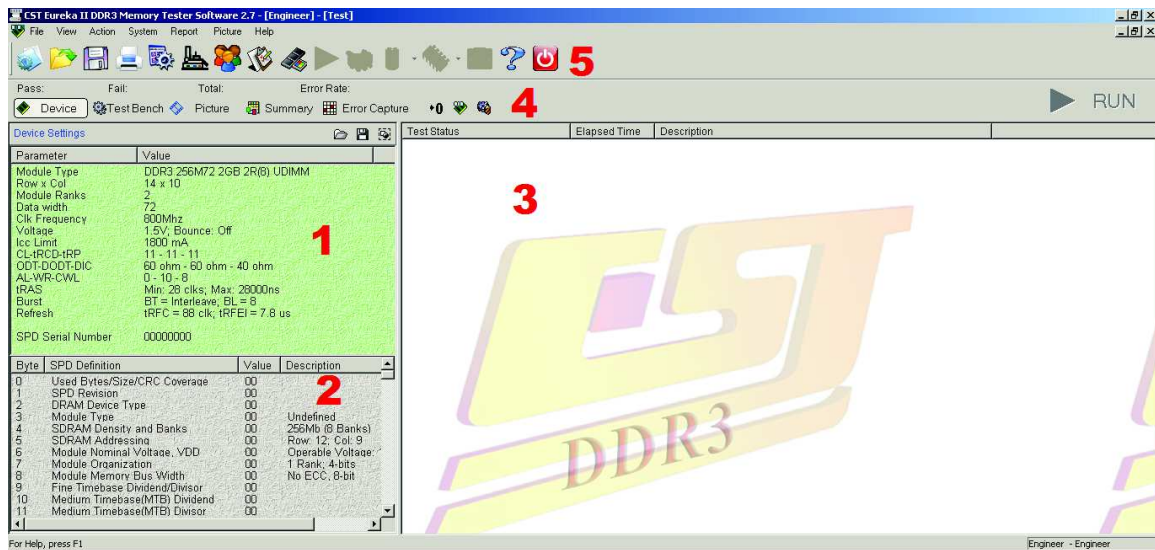 CST Eureka II DDR3 Memory Tester Software 2.7 - [Engineer] - [Test]
File View Action System Report Picture Help
5
Pass: Fail: Total: Error Rate:
Device Test Bench Picture Summary Error Capture +0 4 RUN
Device Settings
Parameter Value
Module Type DDR3 256M72 2GB 2R(8) UDIMM
Row x Col 14 x 10
Module Ranks 2
Data width 72
Clk Frequency 800Mhz
Voltage 1.5V; Bounce: Off
Icc Limit 1800 mA
CL-tRCD-tRP 11 - 11 - 11
ODT-DODT-DIC 60 ohm - 60 ohm - 40 ohm
AL-WR-CWL 0 - 10 - 8
tRAS Min: 28 clks; Max: 28000ns
Burst BT = Interleave; BL = 8
Refresh tRFC = 88 clk; tRFEI = 7.8 us
SPD Serial Number 00000000
1
Byte SPD Definition Value Description
0 Used Bytes/Size/CRC Coverage 00
1 SPD Revision 00
2 DRAM Device Type 00
3 Module Type 00 Undefined
4 SDRAM Density and Banks 00 256Mb (8 Banks)
5 SDRAM Addressing 00 Row: 12; Col: 9
6 Module Nominal Voltage, VDD 00 Operable Voltage:
7 Module Organization 00 1 Rank; 4-bits
8 Module Memory Bus Width 00 No ECC, 8-bit
9 Fine Timebase Dividend/Divisor 00
10 Medium Timebase(MTB) Dividend 00
11 Medium Timebase(MTB) Divisor 00
2
Test Status Elapsed Time Description
3
CST
DDR3
For Help, press F1
Engineer - Engineer